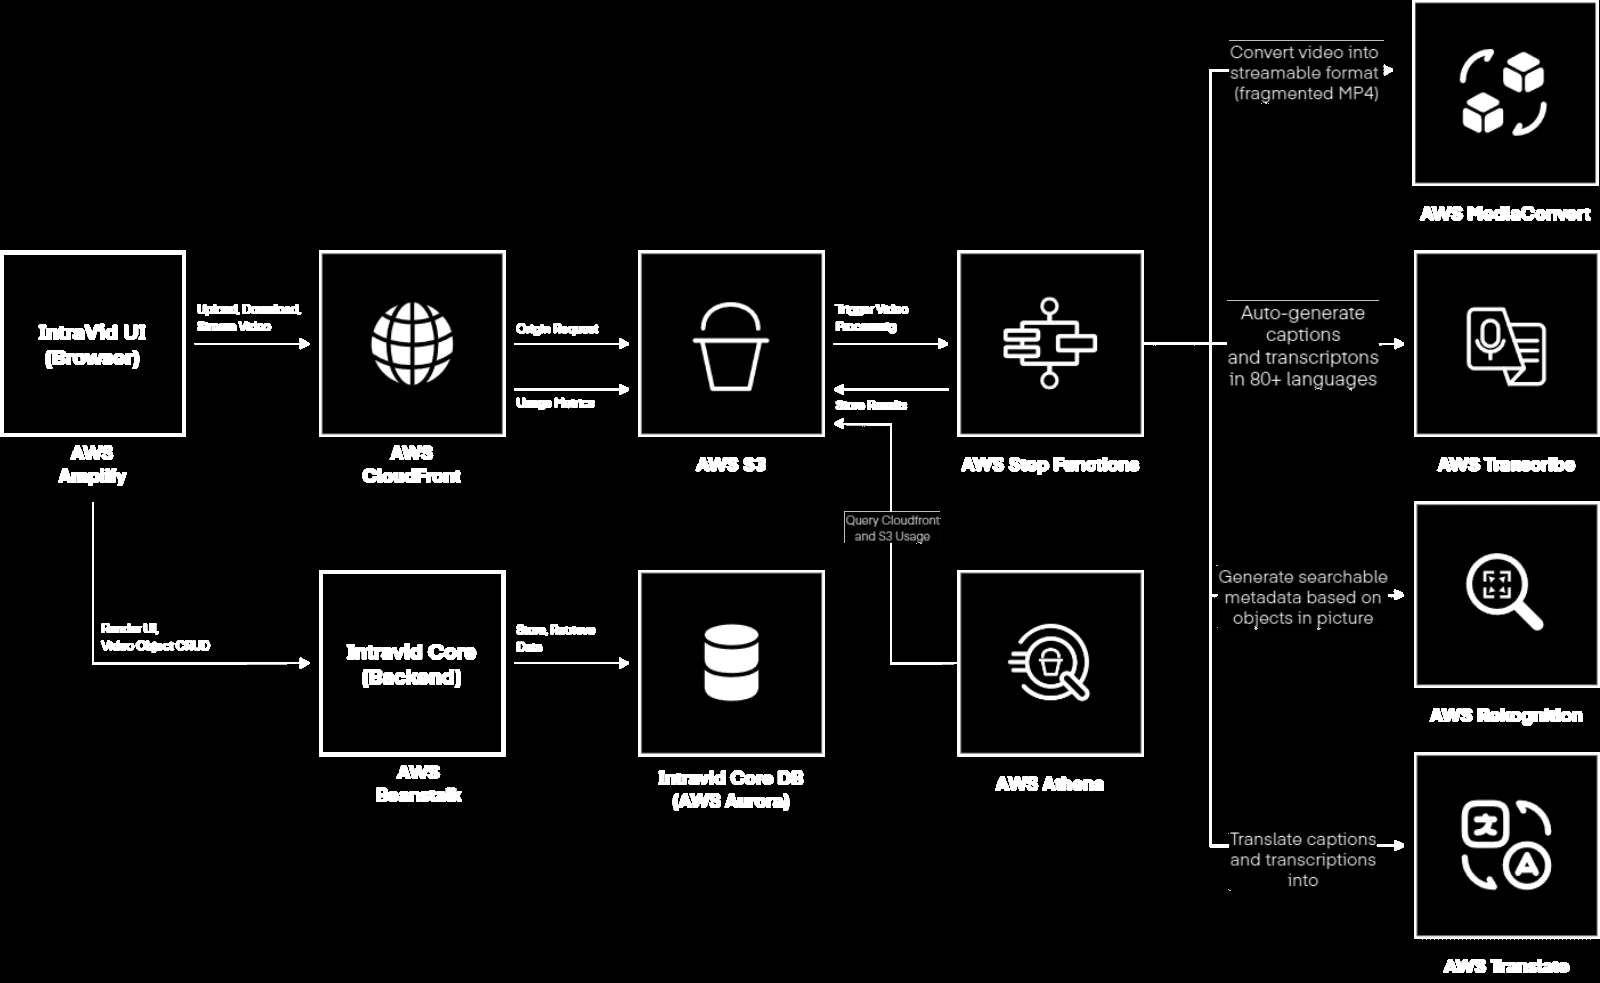 Convert video into
streamable format
(fragmented MP4)
AWS MediaConvert
IntraVid UI
(Browser)
AWS
Amplify
Upload, Download,
Stream Video
AWS
CloudFront
Origin Request
Usage Metrics
AWS S3
Trigger Video
Processing
Store Results
AWS Step Functions
Auto-generate
captions
and transcriptons
in 80+ languages
AWS Transcribe
Query Cloudfront
and S3 Usage
Render UI,
Video Object CRUD
Intravid Core
(Backend)
AWS
Beanstalk
Store, Retrieve
Data
Intravid Core DB
(AWS Aurora)
AWS Athena
Generate searchable
metadata based on
objects in picture
AWS Rekognition
Translate captions
and transcriptions
into
AWS Translate